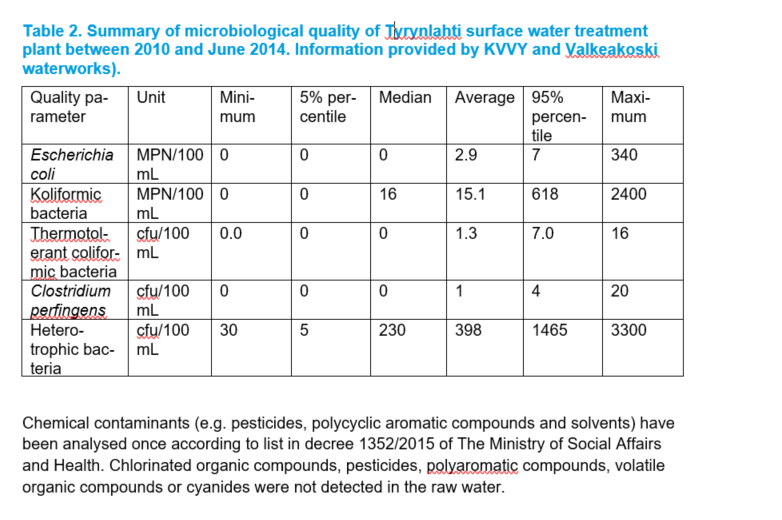 Table 2. Summary of microbiological quality of Tyrynlahti surface water treatment
plant between 2010 and June 2014. Information provided by KVVY and Valkeakoski
waterworks).
Quality pa-
rameter
Unit
Mini-
mum
5% per-
centile
Median
Average
95%
percen-
tile
Maxi-
mum
Escherichia
coli
MPN/100
mL
0
0
0
2.9
7
340
Koliformic
bacteria
MPN/100
mL
0
0
16
15.1
618
2400
Thermotol-
erant colifor-
mic bacteria
cfu/100
mL
0.0
0
0
1.3
7.0
16
Clostridium
perfingens
cfu/100
mL
0
0
0
1
4
20
Hetero-
trophic bac-
teria
cfu/100
mL
30
5
230
398
1465
3300
Chemical contaminants (e.g. pesticides, polycyclic aromatic compounds and solvents) have
been analysed once according to list in decree 1352/2015 of The Ministry of Social Affairs
and Health. Chlorinated organic compounds, pesticides, polyaromatic compounds, volatile
organic compounds or cyanides were not detected in the raw water.